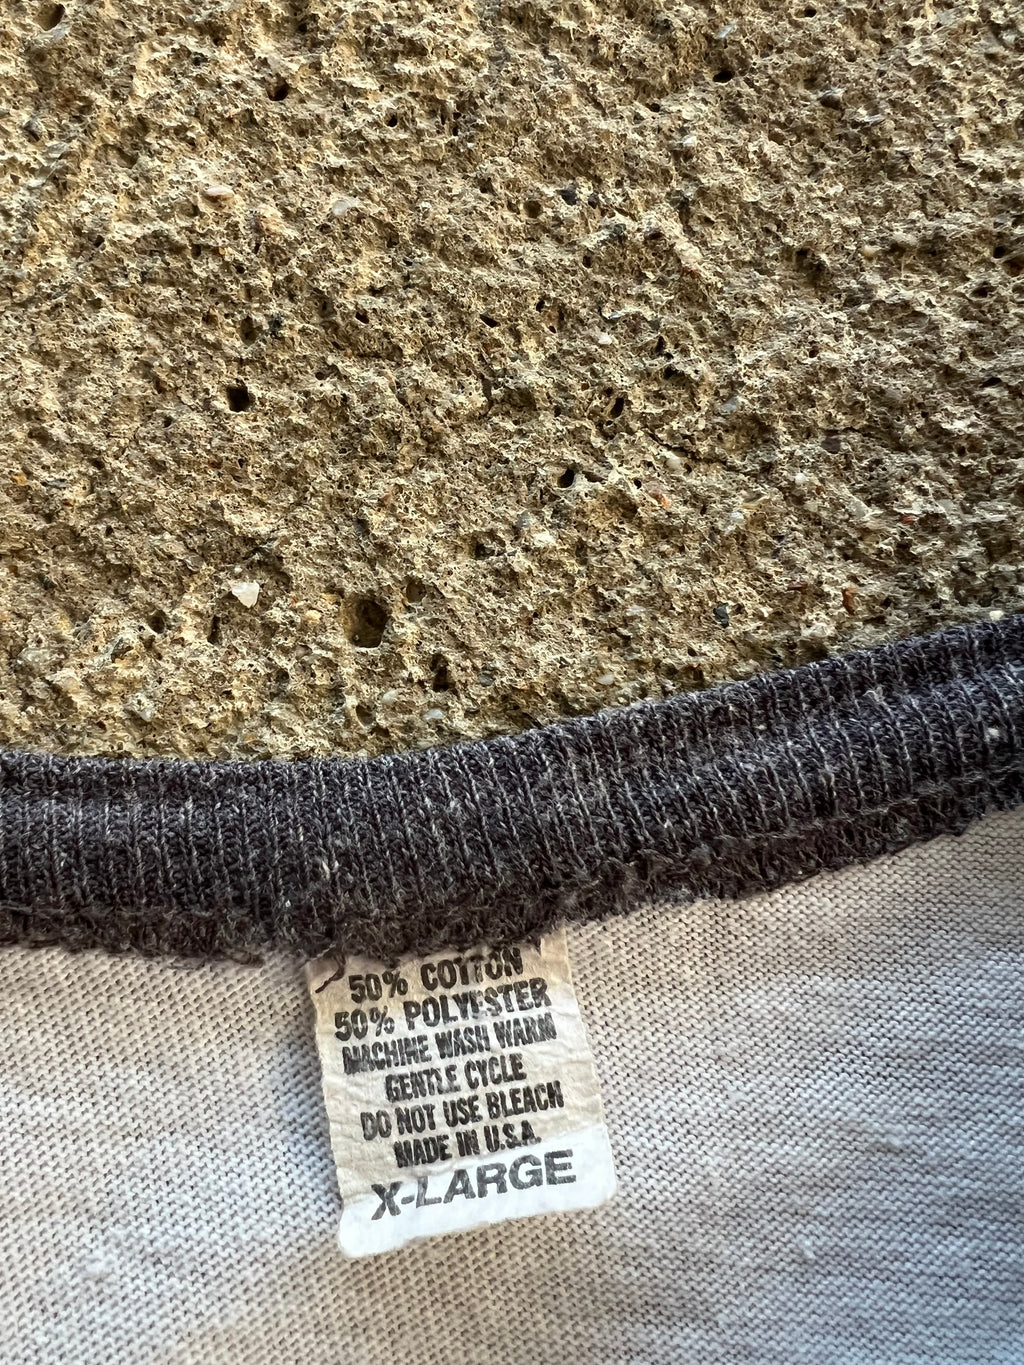 50% COTTON
50% POLYESTER
MACHINE WASH WARM
GENTLE CYCLE
DO NOT USE BLEACH
MADE IN U.S.A.
X-LARGE